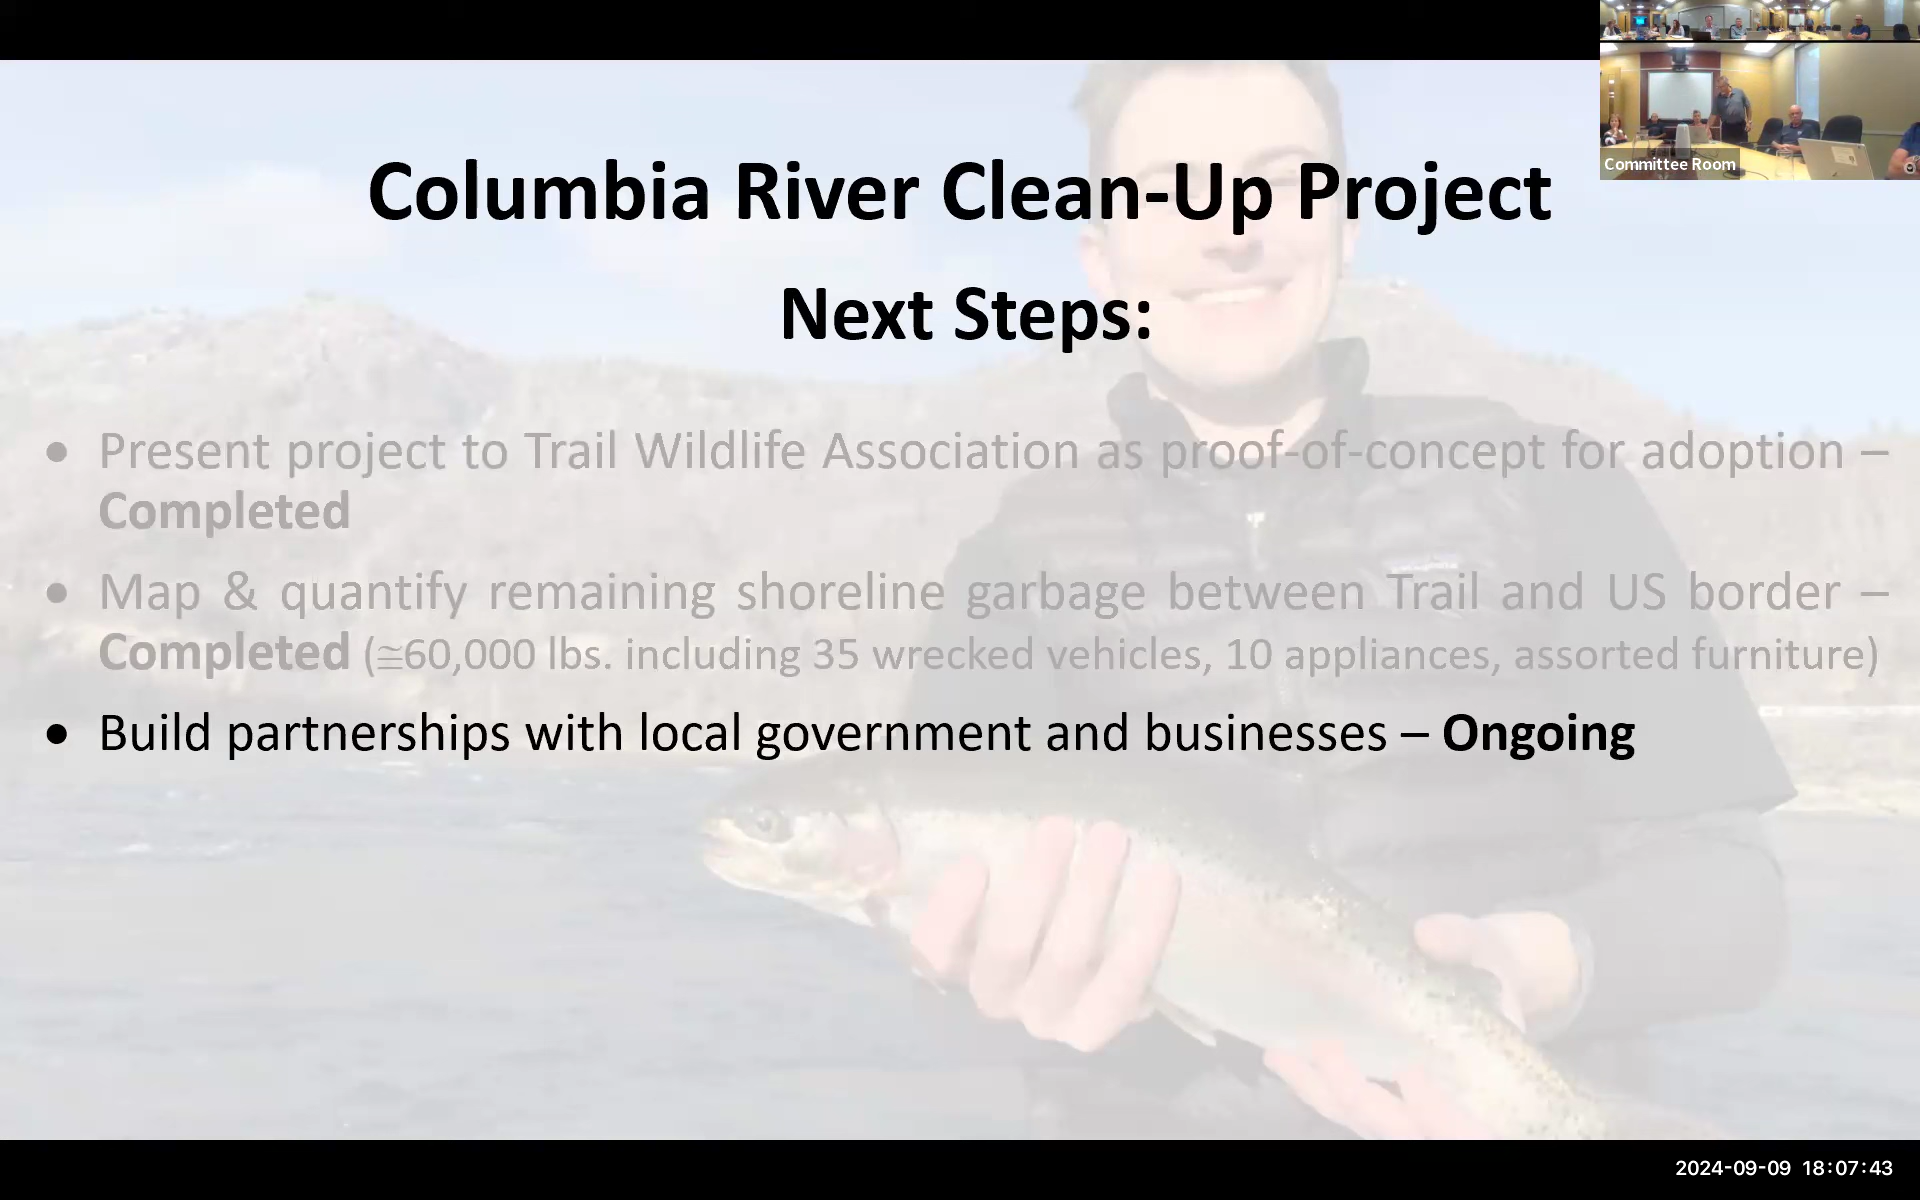 Committee Room
Columbia River Clean-Up Project
Next Steps:
• Present project to Trail Wildlife Association as proof-of-concept for adoption –
Completed
• Map & quantify remaining shoreline garbage between Trail and US border –
Completed (≅60,000 lbs. including 35 wrecked vehicles, 10 appliances, assorted furniture)
• Build partnerships with local government and businesses – Ongoing
2024-09-09 18:07:43